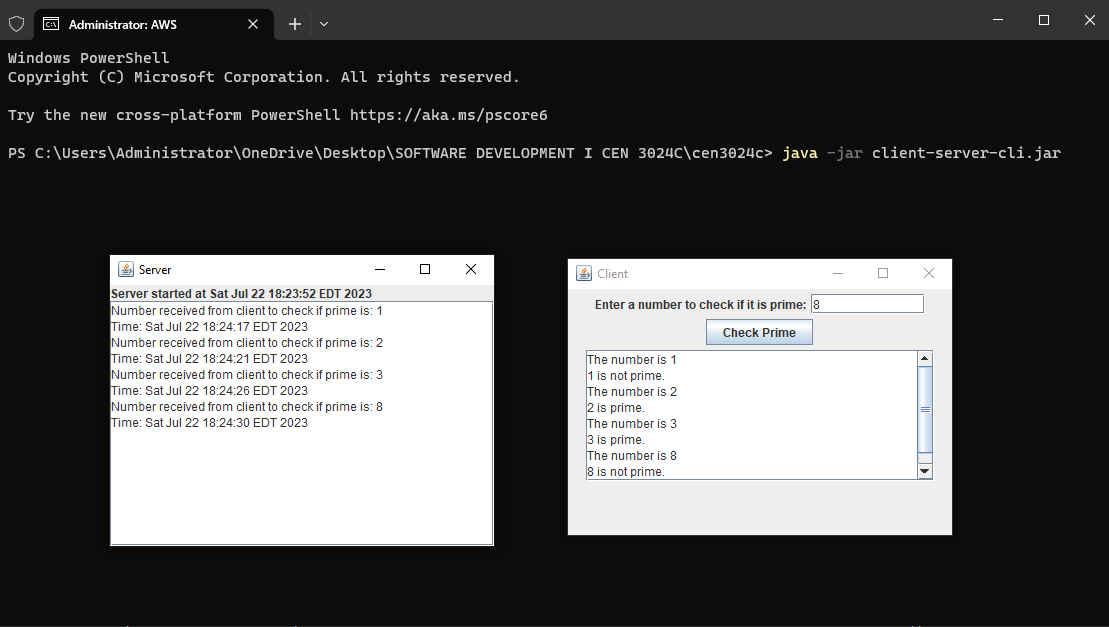 Administrator: AWS
Windows PowerShell
Copyright (C) Microsoft Corporation. All rights reserved.
Try the new cross-platform PowerShell https://aka.ms/pscore6
PS C:\Users\Administrator\OneDrive\Desktop\SOFTWARE DEVELOPMENT I CEN 3024C\cen3024c> java -jar client-server-cli.jar
Server
Server started at Sat Jul 22 18:23:52 EDT 2023
Number received from client to check if prime is: 1
Time: Sat Jul 22 18:24:17 EDT 2023
Number received from client to check if prime is: 2
Time: Sat Jul 22 18:24:21 EDT 2023
Number received from client to check if prime is: 3
Time: Sat Jul 22 18:24:26 EDT 2023
Number received from client to check if prime is: 8
Time: Sat Jul 22 18:24:30 EDT 2023
Client
Enter a number to check if it is prime: 8
Check Prime
The number is 1
1 is not prime.
The number is 2
2 is prime.
The number is 3
3 is prime.
The number is 8
8 is not prime.